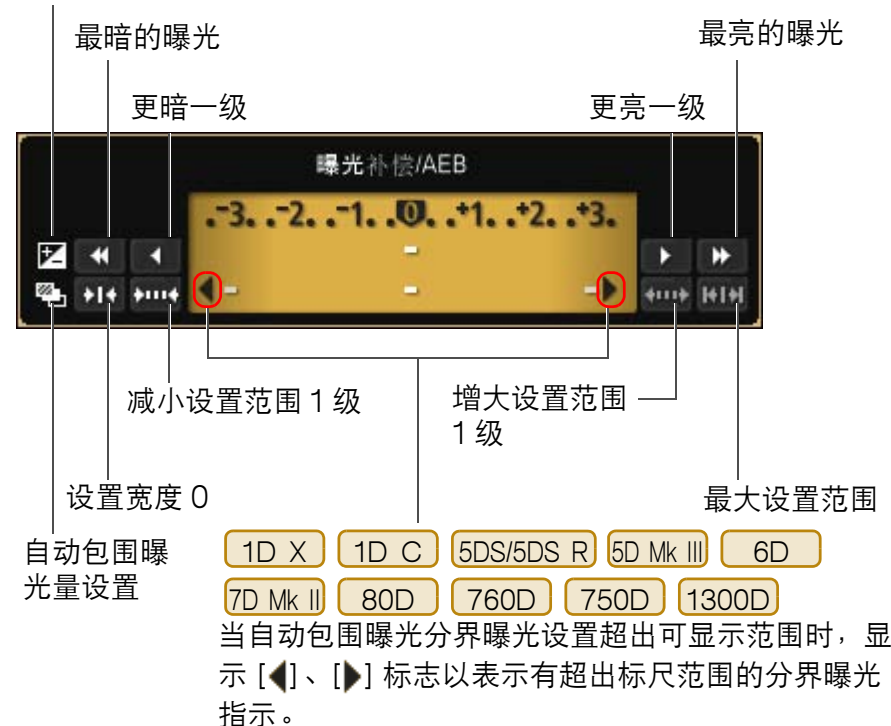 最暗的曝光
最亮的曝光
更暗一级
更亮一级
曝光补偿/AEB
.-3. .-2. .-1. .0. .+1. .+2. .+3.
减小设置范围 1 级
增大设置范围
1 级
设置宽度 0
最大设置范围
自动包围曝
光量设置
1D X 1D C 5DS/5DS R 5D Mk III 6D
7D Mk II 80D 760D 750D 1300D
当自动包围曝光分界曝光设置超出可显示范围时，显
示 [◀]、[▶] 标志以表示有超出标尺范围的分界曝光
指示。